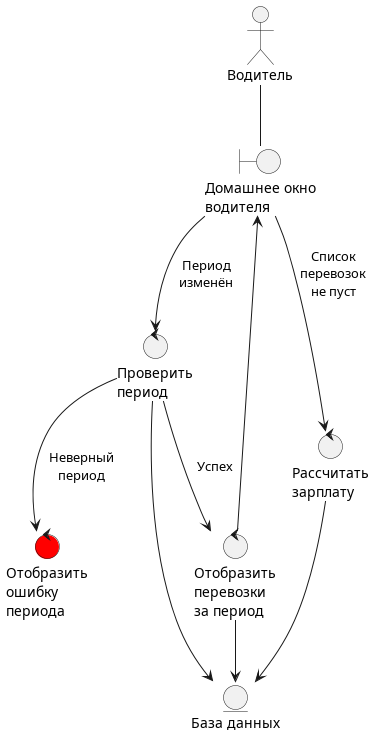 Водитель
Домашнее окно
водителя
Период
изменён
Список
перевозок
не пуст
Проверить
период
Рассчитать
зарплату
Неверный
период
Успех
Отобразить
ошибку
периода
Отобразить
перевозки
за период
База данных